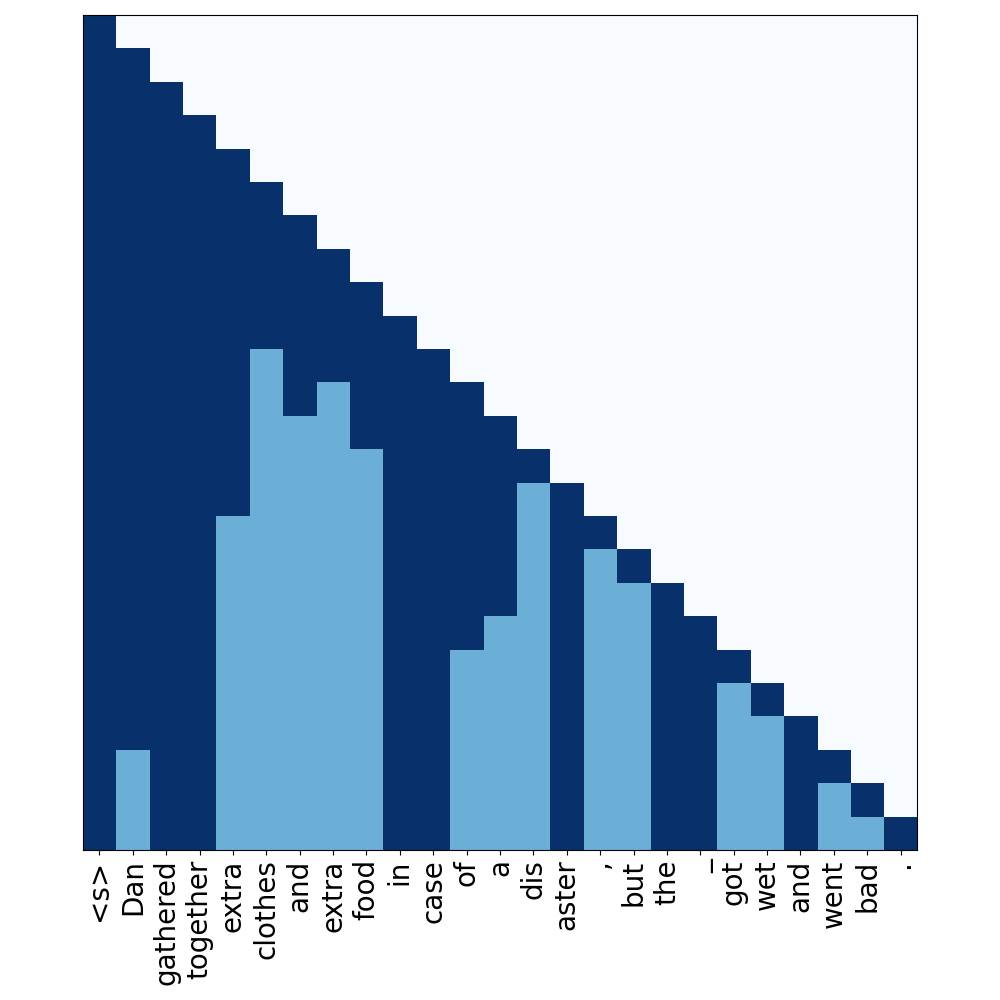 <s>
Dan
gathered
together
extra
clothes
and
extra
food
in
case
of
a
dis
aster
,
but
the
_
got
wet
and
went
bad
.